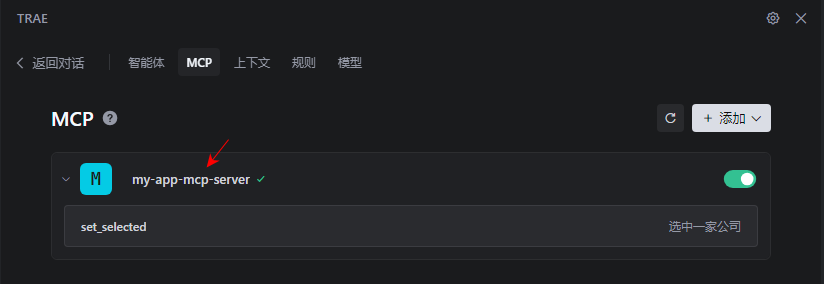 TRAE
返回对话 智能体 MCP 上下文 规则 模型
MCP ? + 添加
M my-app-mcp-server
set_selected 选中一家公司